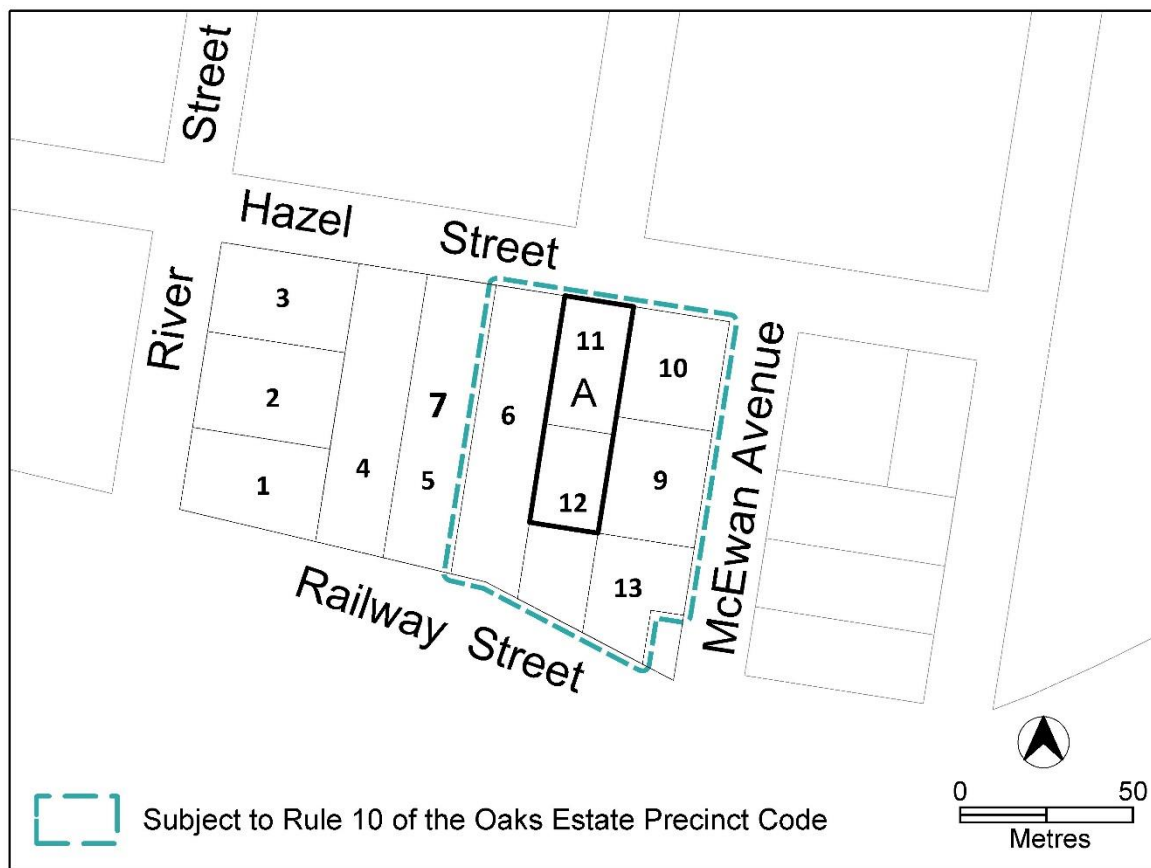 Street
Hazel Street
River
McEwan Avenue
Railway Street
3
2
1
4
7
5
6
11
A
12
10
9
13
0 50
Metres
Subject to Rule 10 of the Oaks Estate Precinct Code